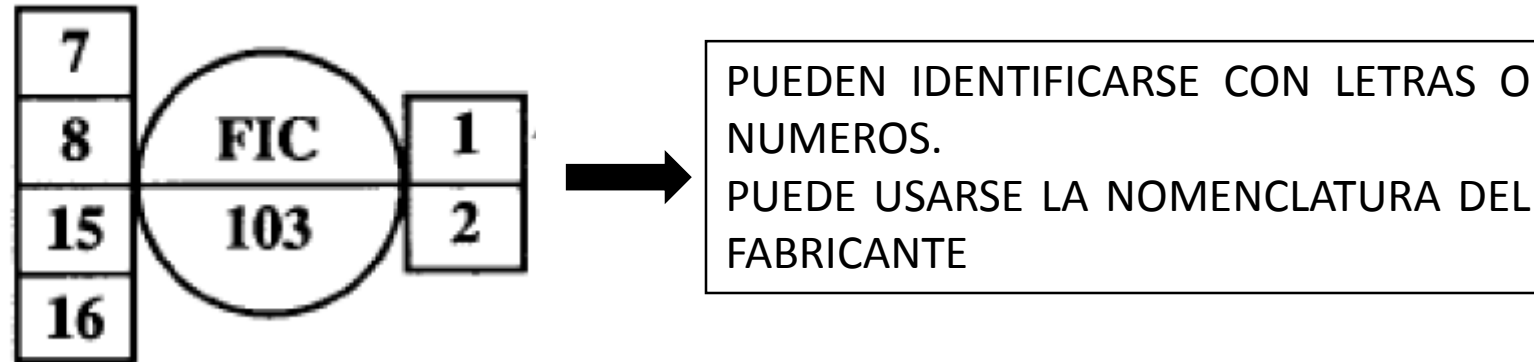 7
8
15
16
FIC
103
1
2
PUEDEN IDENTIFICARSE CON LETRAS O
NUMEROS.
PUEDE USARSE LA NOMENCLATURA DEL
FABRICANTE